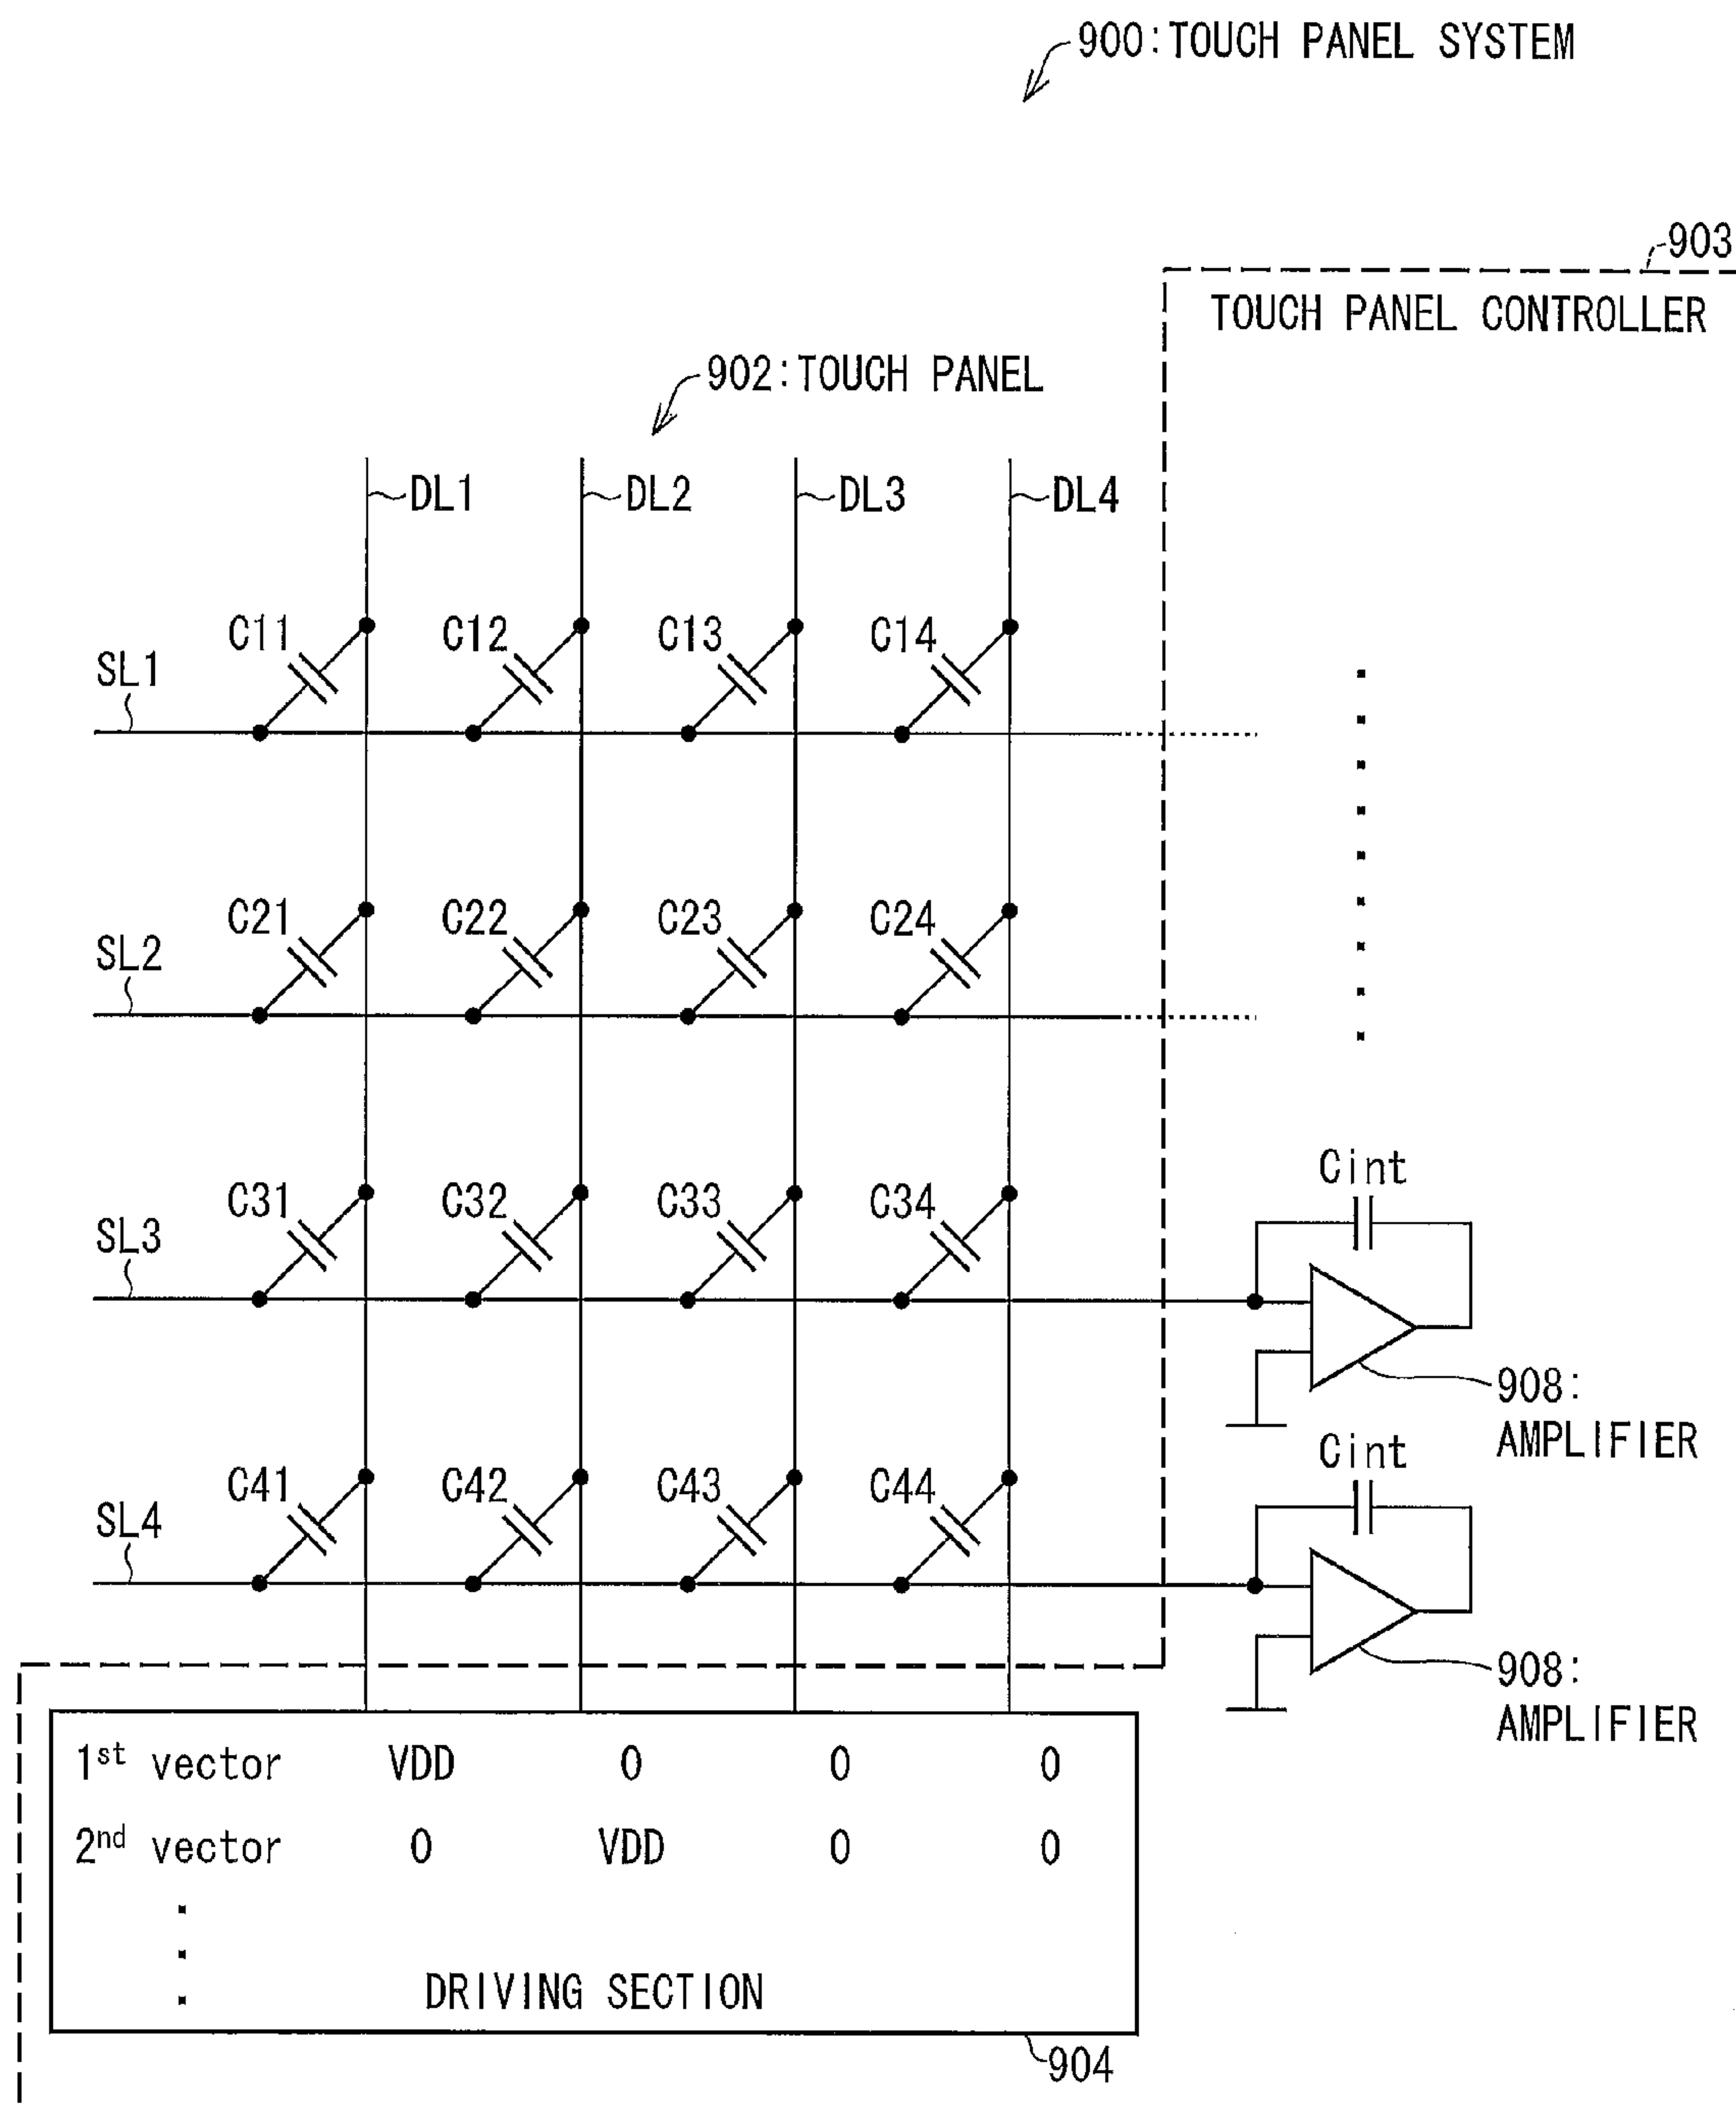 900:TOUCH PANEL SYSTEM
903
TOUCH PANEL CONTROLLER
902:TOUCH PANEL
DL1 DL2 DL3 DL4
C11 C12 C13 C14
SL1
C21 C22 C23 C24
SL2
C31 C32 C33 C34
SL3
Cint
908:
AMPLIFIER
C41 C42 C43 C44
SL4
Cint
908:
AMPLIFIER
1st vector VDD 0 0 0
2nd vector 0 VDD 0 0
DRIVING SECTION
904